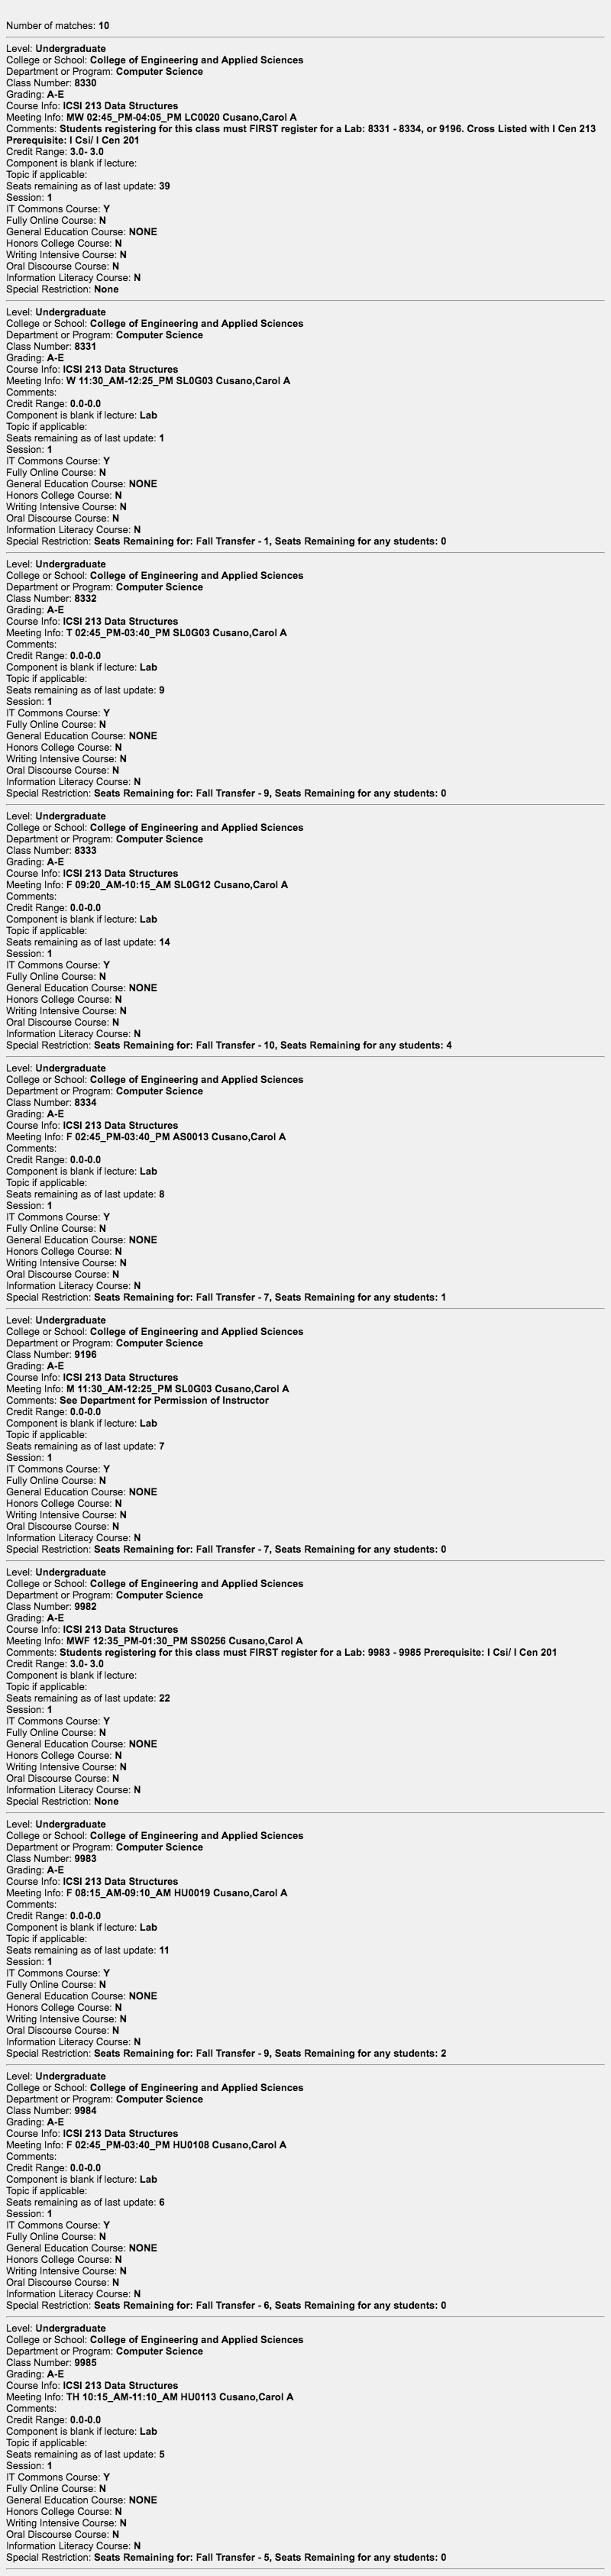 Number of matches: 10
Level: Undergraduate
College or School: College of Engineering and Applied Sciences
Department or Program: Computer Science
Class Number: 8330
Grading: A-E
Course Info: ICSI 213 Data Structures
Meeting Info: MW 02:45_PM-04:05_PM LC0020 Cusano,Carol A
Comments: Students registering for this class must FIRST register for a Lab: 8331 - 8334, or 9196. Cross Listed with I Cen 213
Prerequisite: I Csi/ I Cen 201
Credit Range: 3.0- 3.0
Component is blank if lecture:
Topic if applicable:
Seats remaining as of last update: 39
Session: 1
IT Commons Course: Y
Fully Online Course: N
General Education Course: NONE
Honors College Course: N
Writing Intensive Course: N
Oral Discourse Course: N
Information Literacy Course: N
Special Restriction: None
Level: Undergraduate
College or School: College of Engineering and Applied Sciences
Department or Program: Computer Science
Class Number: 8331
Grading: A-E
Course Info: ICSI 213 Data Structures
Meeting Info: W 11:30_AM-12:25_PM SL0G03 Cusano,Carol A
Comments:
Credit Range: 0.0-0.0
Component is blank if lecture: Lab
Topic if applicable:
Seats remaining as of last update: 1
Session: 1
IT Commons Course: Y
Fully Online Course: N
General Education Course: NONE
Honors College Course: N
Writing Intensive Course: N
Oral Discourse Course: N
Information Literacy Course: N
Special Restriction: Seats Remaining for: Fall Transfer - 1, Seats Remaining for any students: 0
Level: Undergraduate
College or School: College of Engineering and Applied Sciences
Department or Program: Computer Science
Class Number: 8332
Grading: A-E
Course Info: ICSI 213 Data Structures
Meeting Info: T 02:45_PM-03:40_PM SL0G03 Cusano,Carol A
Comments:
Credit Range: 0.0-0.0
Component is blank if lecture: Lab
Topic if applicable:
Seats remaining as of last update: 9
Session: 1
IT Commons Course: Y
Fully Online Course: N
General Education Course: NONE
Honors College Course: N
Writing Intensive Course: N
Oral Discourse Course: N
Information Literacy Course: N
Special Restriction: Seats Remaining for: Fall Transfer - 9, Seats Remaining for any students: 0
Level: Undergraduate
College or School: College of Engineering and Applied Sciences
Department or Program: Computer Science
Class Number: 8333
Grading: A-E
Course Info: ICSI 213 Data Structures
Meeting Info: F 09:20_AM-10:15_AM SL0G12 Cusano,Carol A
Comments:
Credit Range: 0.0-0.0
Component is blank if lecture: Lab
Topic if applicable:
Seats remaining as of last update: 14
Session: 1
IT Commons Course: Y
Fully Online Course: N
General Education Course: NONE
Honors College Course: N
Writing Intensive Course: N
Oral Discourse Course: N
Information Literacy Course: N
Special Restriction: Seats Remaining for: Fall Transfer - 10, Seats Remaining for any students: 4
Level: Undergraduate
College or School: College of Engineering and Applied Sciences
Department or Program: Computer Science
Class Number: 8334
Grading: A-E
Course Info: ICSI 213 Data Structures
Meeting Info: F 02:45_PM-03:40_PM AS0013 Cusano,Carol A
Comments:
Credit Range: 0.0-0.0
Component is blank if lecture: Lab
Topic if applicable:
Seats remaining as of last update: 8
Session: 1
IT Commons Course: Y
Fully Online Course: N
General Education Course: NONE
Honors College Course: N
Writing Intensive Course: N
Oral Discourse Course: N
Information Literacy Course: N
Special Restriction: Seats Remaining for: Fall Transfer - 7, Seats Remaining for any students: 1
Level: Undergraduate
College or School: College of Engineering and Applied Sciences
Department or Program: Computer Science
Class Number: 9196
Grading: A-E
Course Info: ICSI 213 Data Structures
Meeting Info: M 11:30_AM-12:25_PM SL0G03 Cusano,Carol A
Comments: See Department for Permission of Instructor
Credit Range: 0.0-0.0
Component is blank if lecture: Lab
Topic if applicable:
Seats remaining as of last update: 7
Session: 1
IT Commons Course: Y
Fully Online Course: N
General Education Course: NONE
Honors College Course: N
Writing Intensive Course: N
Oral Discourse Course: N
Information Literacy Course: N
Special Restriction: Seats Remaining for: Fall Transfer - 7, Seats Remaining for any students: 0
Level: Undergraduate
College or School: College of Engineering and Applied Sciences
Department or Program: Computer Science
Class Number: 9982
Grading: A-E
Course Info: ICSI 213 Data Structures
Meeting Info: MWF 12:35_PM-01:30_PM SS0256 Cusano,Carol A
Comments: Students registering for this class must FIRST register for a Lab: 9983 - 9985 Prerequisite: I Csi/ I Cen 201
Credit Range: 3.0- 3.0
Component is blank if lecture:
Topic if applicable:
Seats remaining as of last update: 22
Session: 1
IT Commons Course: Y
Fully Online Course: N
General Education Course: NONE
Honors College Course: N
Writing Intensive Course: N
Oral Discourse Course: N
Information Literacy Course: N
Special Restriction: None
Level: Undergraduate
College or School: College of Engineering and Applied Sciences
Department or Program: Computer Science
Class Number: 9983
Grading: A-E
Course Info: ICSI 213 Data Structures
Meeting Info: F 08:15_AM-09:10_AM HU0019 Cusano,Carol A
Comments:
Credit Range: 0.0-0.0
Component is blank if lecture: Lab
Topic if applicable:
Seats remaining as of last update: 11
Session: 1
IT Commons Course: Y
Fully Online Course: N
General Education Course: NONE
Honors College Course: N
Writing Intensive Course: N
Oral Discourse Course: N
Information Literacy Course: N
Special Restriction: Seats Remaining for: Fall Transfer - 9, Seats Remaining for any students: 2
Level: Undergraduate
College or School: College of Engineering and Applied Sciences
Department or Program: Computer Science
Class Number: 9984
Grading: A-E
Course Info: ICSI 213 Data Structures
Meeting Info: F 02:45_PM-03:40_PM HU0108 Cusano,Carol A
Comments:
Credit Range: 0.0-0.0
Component is blank if lecture: Lab
Topic if applicable:
Seats remaining as of last update: 6
Session: 1
IT Commons Course: Y
Fully Online Course: N
General Education Course: NONE
Honors College Course: N
Writing Intensive Course: N
Oral Discourse Course: N
Information Literacy Course: N
Special Restriction: Seats Remaining for: Fall Transfer - 6, Seats Remaining for any students: 0
Level: Undergraduate
College or School: College of Engineering and Applied Sciences
Department or Program: Computer Science
Class Number: 9985
Grading: A-E
Course Info: ICSI 213 Data Structures
Meeting Info: TH 10:15_AM-11:10_AM HU0113 Cusano,Carol A
Comments:
Credit Range: 0.0-0.0
Component is blank if lecture: Lab
Topic if applicable:
Seats remaining as of last update: 5
Session: 1
IT Commons Course: Y
Fully Online Course: N
General Education Course: NONE
Honors College Course: N
Writing Intensive Course: N
Oral Discourse Course: N
Information Literacy Course: N
Special Restriction: Seats Remaining for: Fall Transfer - 5, Seats Remaining for any students: 0